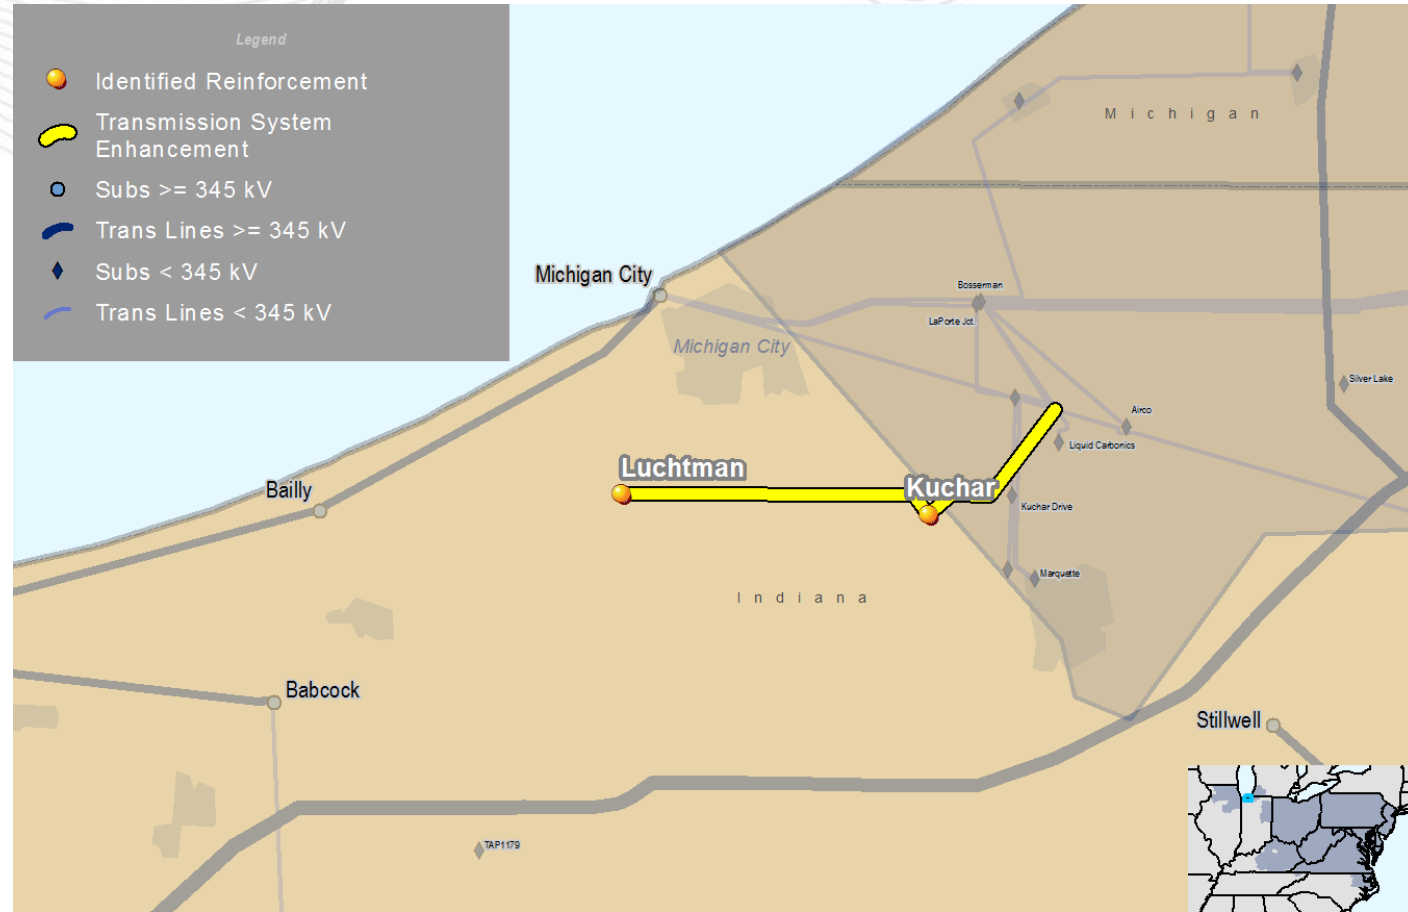 Legend
Identified Reinforcement
Transmission System
Enhancement
Subs >= 345 kV
Trans Lines >= 345 kV
Subs < 345 kV
Trans Lines < 345 kV
Michigan
Michigan City
Bosserman
LaPorte Jct.
Michigan City
Silver Lake
Airco
Liquid Carbonics
Luchtman
Kuchar
Bailly
Kuchar Drive
Marquette
Indiana
Babcock
Stillwell
TAP1179